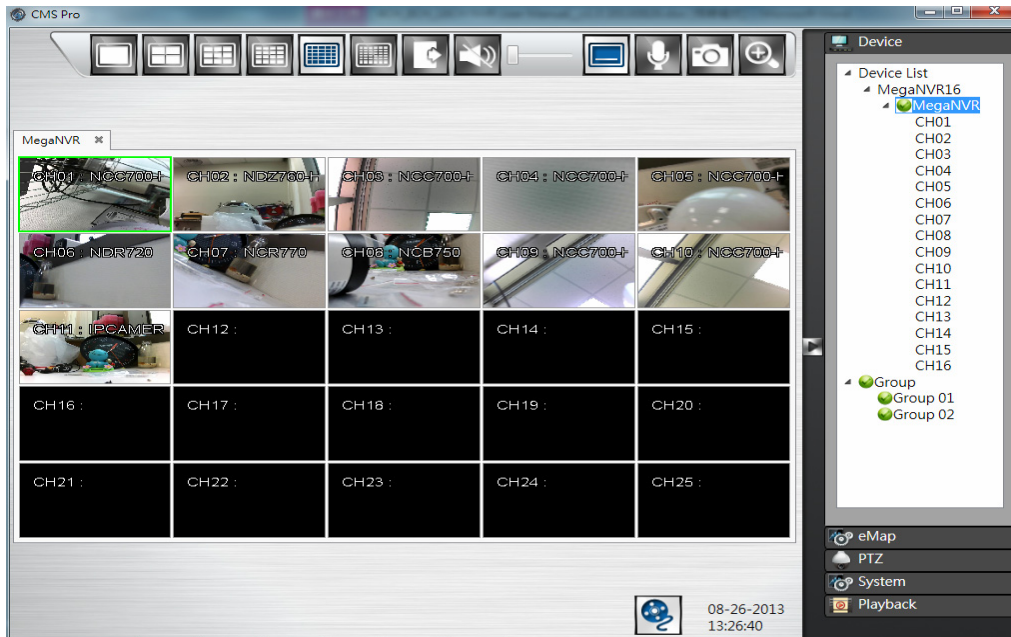 CMS Pro
MegaNVR
CH01 : NCC700-H
CH02 : NDZ760-H
CH03 : NCC700-H
CH04 : NCC700-H
CH05 : NCC700-H
CH06 : NDR720
CH07 : NCR770
CH08 : NCB750
CH09 : NCC700-H
CH10 : NCC700-H
CH11 : IPCAMER
CH12 :
CH13 :
CH14 :
CH15 :
CH16 :
CH17 :
CH18 :
CH19 :
CH20 :
CH21 :
CH22 :
CH23 :
CH24 :
CH25 :
08-26-2013
13:26:40
Device
Device List
MegaNVR16
MegaNVR
CH01
CH02
CH03
CH04
CH05
CH06
CH07
CH08
CH09
CH10
CH11
CH12
CH13
CH14
CH15
CH16
Group
Group 01
Group 02
eMap
PTZ
System
Playback